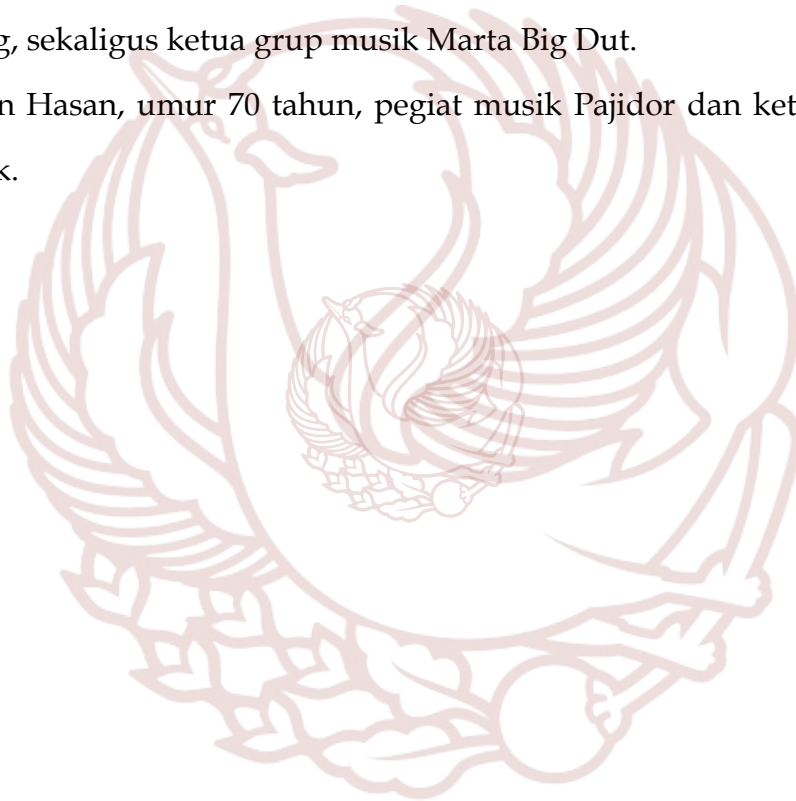 g, sekaligus ketua grup musik Marta Big Dut.
n Hasan, umur 70 tahun, pegiat musik Pajidor dan ket
k.